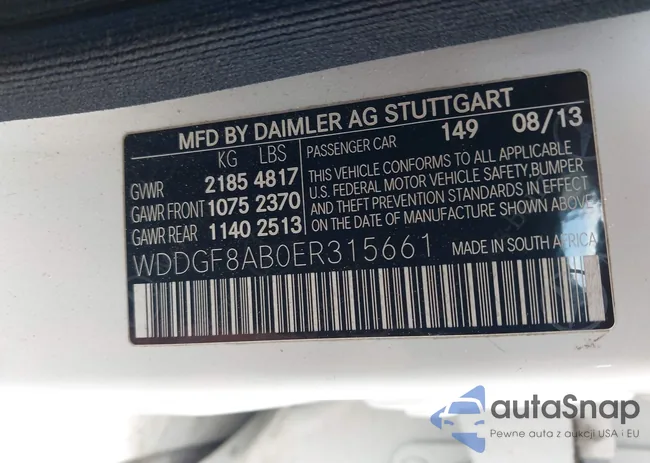 MFD BY DAIMLER AG STUTTGART
KG LBS
GVWR 2185 4817
GAWR FRONT 1075 2370
GAWR REAR 1140 2513
PASSENGER CAR 149 08/13
THIS VEHICLE CONFORMS TO ALL APPLICABLE
U.S. FEDERAL MOTOR VEHICLE SAFETY, BUMPER
AND THEFT PREVENTION STANDARDS IN EFFECT
ON THE DATE OF MANUFACTURE SHOWN ABOVE
MADE IN SOUTH AFRICA
WDDGF8AB0ER315661
autoSnap
Pewne auta z aukcji USA i EU